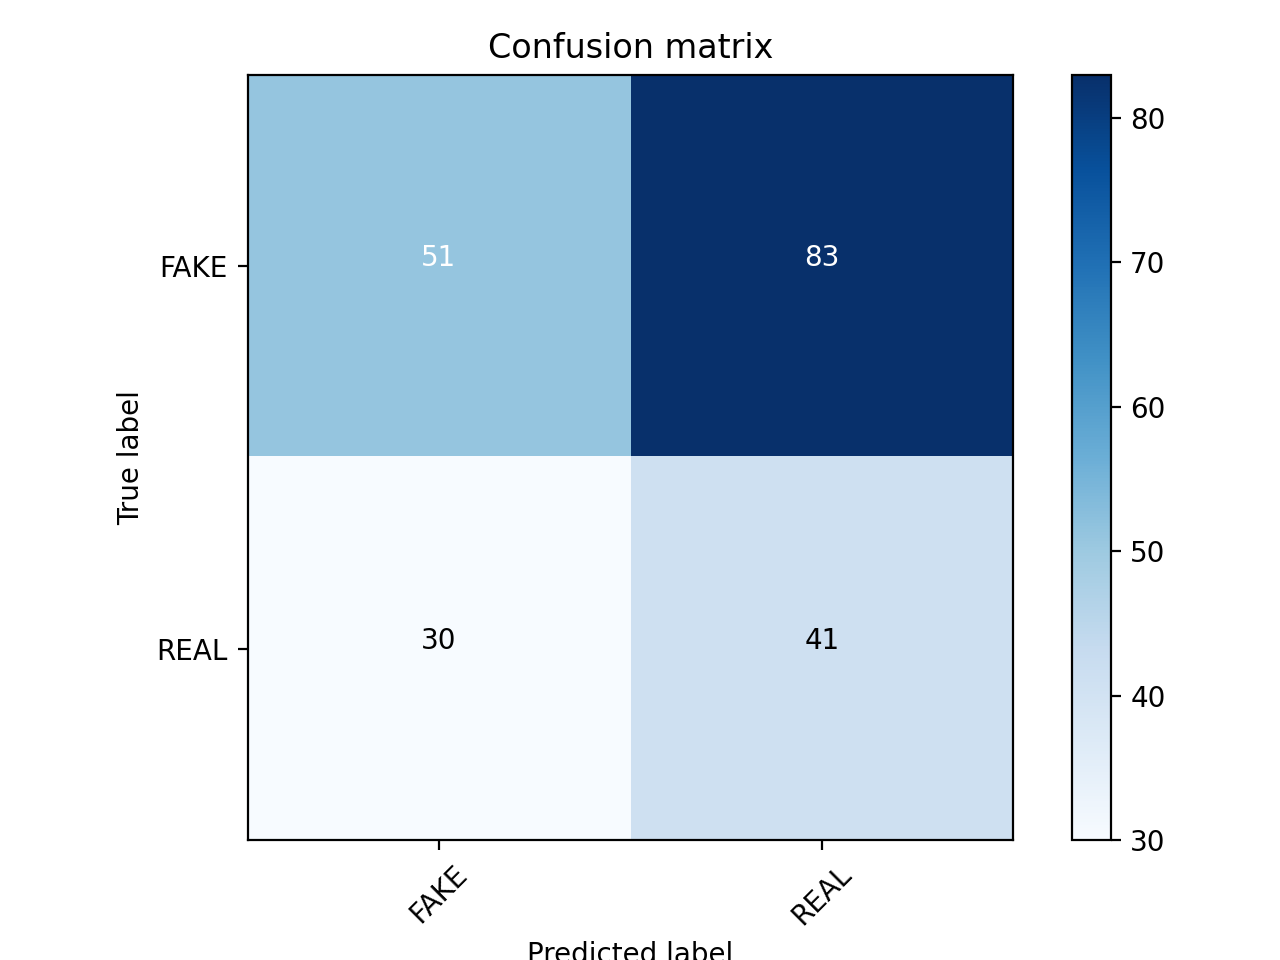 Confusion matrix
80
70
60
50
40
30
True label
FAKE
51
83
REAL
30
41
FAKE
REAL
Predicted label